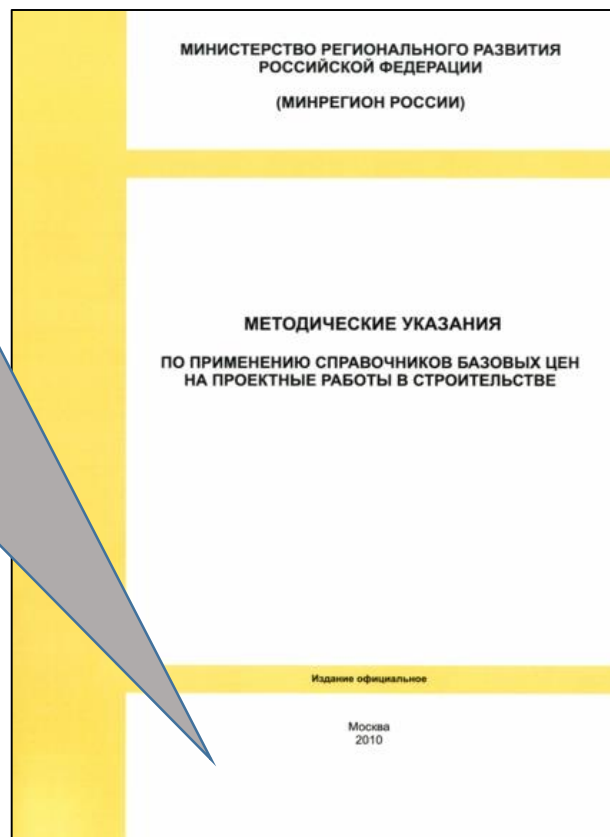 МИНИСТЕРСТВО РЕГИОНАЛЬНОГО РАЗВИТИЯ
РОССИЙСКОЙ ФЕДЕРАЦИИ
(МИНРЕГИОН РОССИИ)
МЕТОДИЧЕСКИЕ УКАЗАНИЯ
ПО ПРИМЕНЕНИЮ СПРАВОЧНИКОВ БАЗОВЫХ ЦЕН
НА ПРОЕКТНЫЕ РАБОТЫ В СТРОИТЕЛЬСТВЕ
Издание официальное
Москва
2010